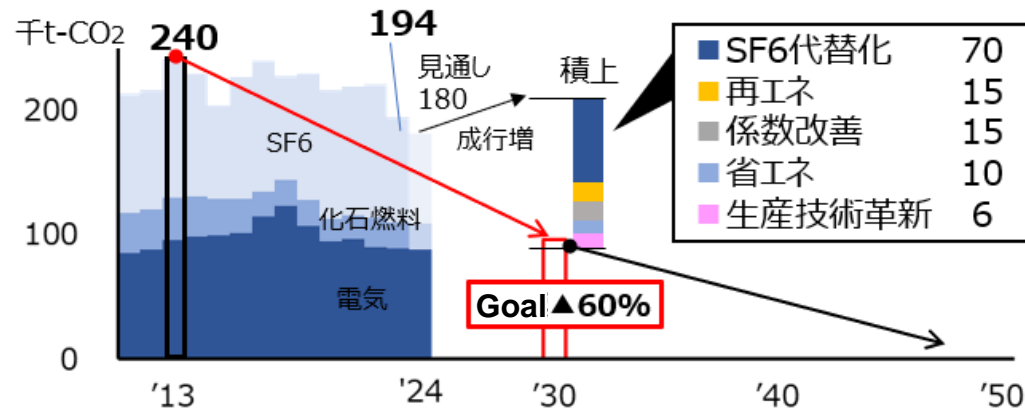 千t-CO2
240
194
見通し
180
成行増
積上
SF6代替化 70
再エネ 15
係数改善 15
省エネ 10
生産技術革新 6
200
100
0
SF6
化石燃料
電気
Goal▲60%
’13
'24
’30
’40
’50